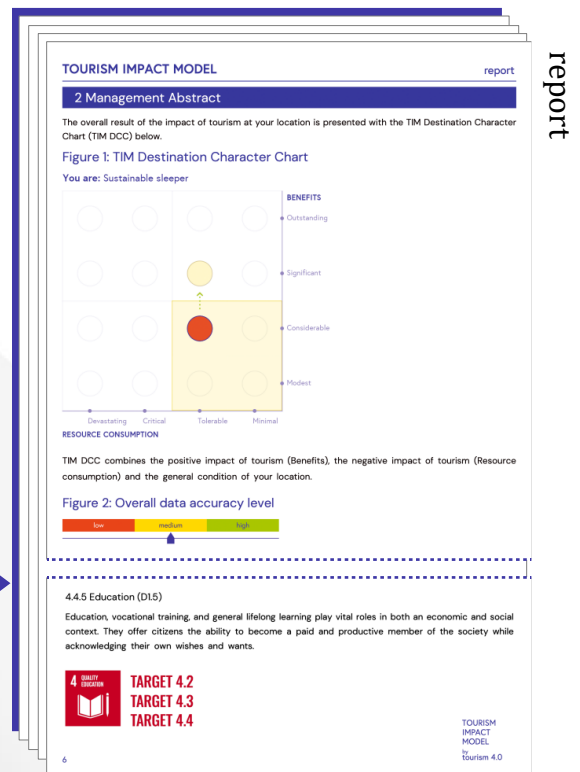 report
TOURISM IMPACT MODEL
report
2 Management Abstract
The overall result of the impact of tourism at your location is presented with the TIM Destination Character
Chart (TIM DCC) below.
Figure 1: TIM Destination Character Chart
You are: Sustainable sleeper
BENEFITS
Outstanding
Significant
Considerable
Modest
Devastating Critical Tolerable Minimal
RESOURCE CONSUMPTION
TIM DCC combines the positive impact of tourism (Benefits), the negative impact of tourism (Resource
consumption) and the general condition of your location.
Figure 2: Overall data accuracy level
low medium high
4.4.5 Education (D1.5)
Education, vocational training, and general lifelong learning play vital roles in both an economic and social
context. They offer citizens the ability to become a paid and productive member of the society while
acknowledging their own wishes and wants.
4 QUALITY
EDUCATION
TARGET 4.2
TARGET 4.3
TARGET 4.4
TOURISM
IMPACT
MODEL
by
tourism 4.0
6